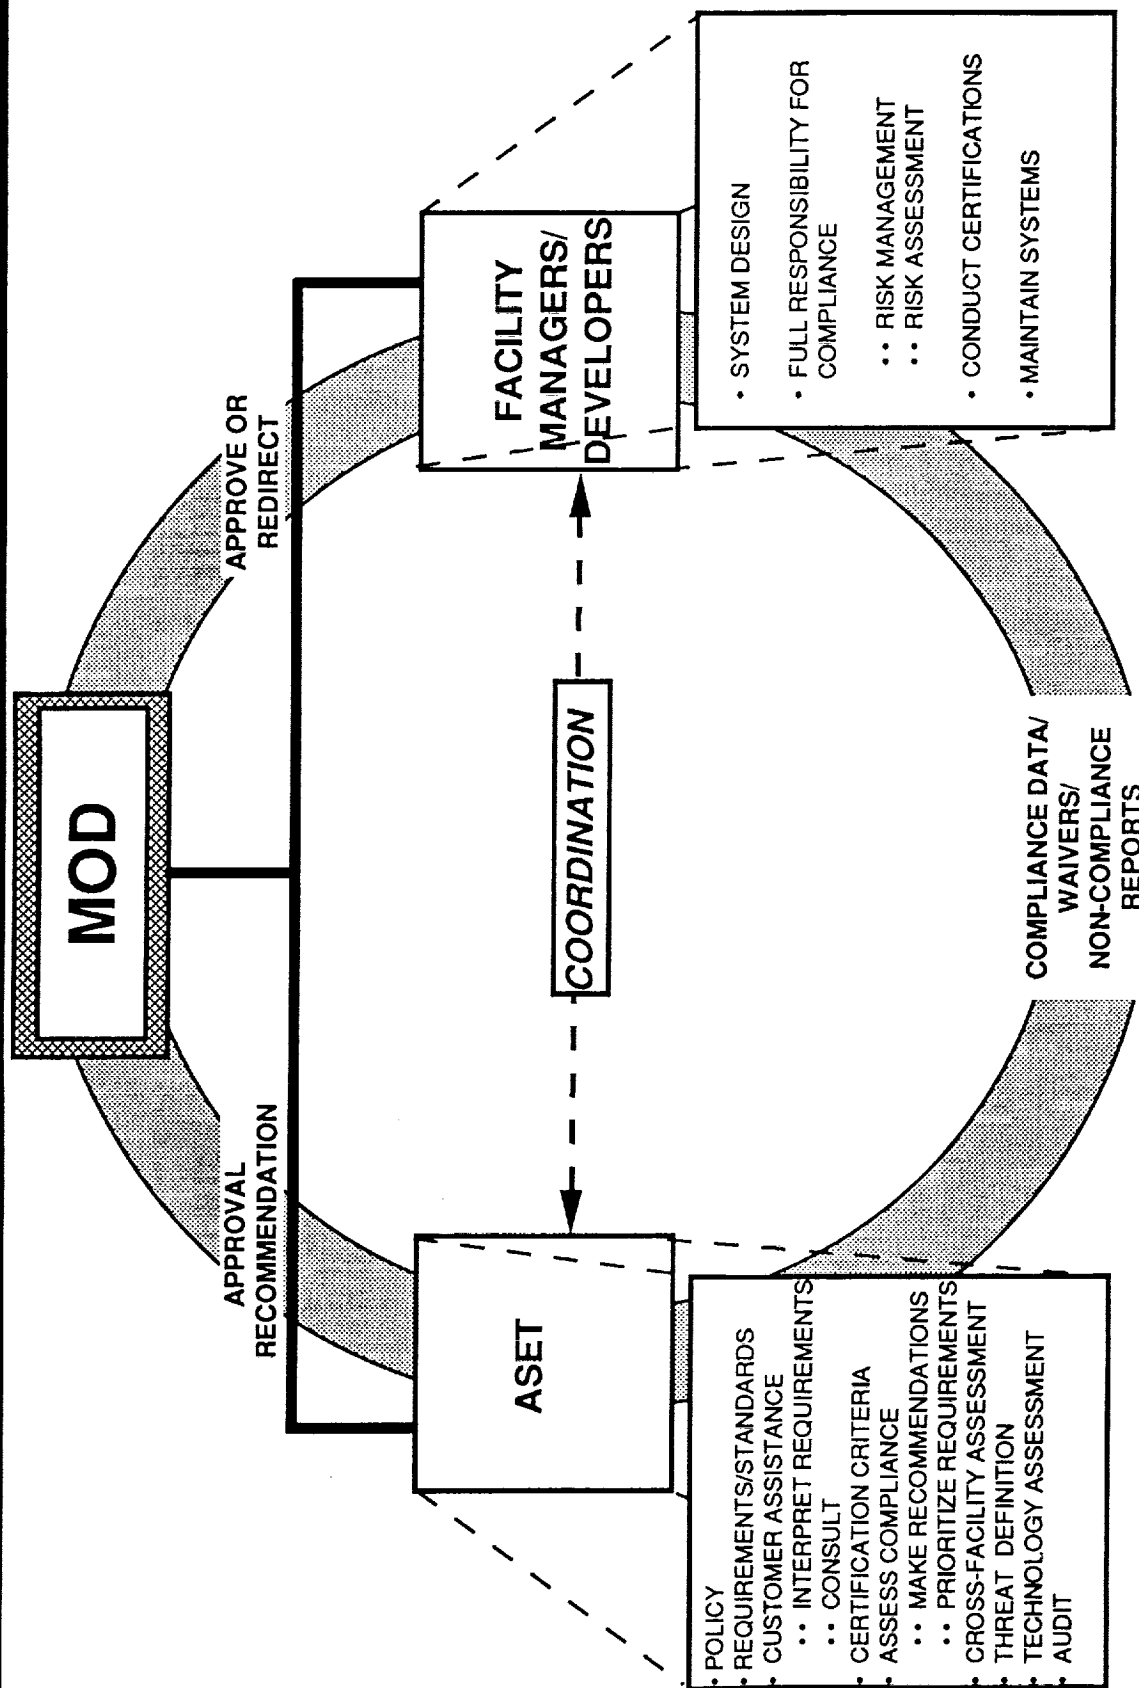 MOD
APPROVAL
RECOMMENDATION
APPROVE OR
REDIRECT
ASET
COORDINATION
FACILITY
MANAGERS/
DEVELOPERS
• POLICY
• REQUIREMENTS/STANDARDS
• CUSTOMER ASSISTANCE
•• INTERPRET REQUIREMENTS
•• CONSULT
• CERTIFICATION CRITERIA
• ASSESS COMPLIANCE
•• MAKE RECOMMENDATIONS
•• PRIORITIZE REQUIREMENTS
• CROSS-FACILITY ASSESSMENT
• THREAT DEFINITION
• TECHNOLOGY ASSESSMENT
• AUDIT
• SYSTEM DESIGN
• FULL RESPONSIBILITY FOR
COMPLIANCE
•• RISK MANAGEMENT
•• RISK ASSESSMENT
• CONDUCT CERTIFICATIONS
• MAINTAIN SYSTEMS
COMPLIANCE DATA/
WAIVERS/
NON-COMPLIANCE
REPORTS